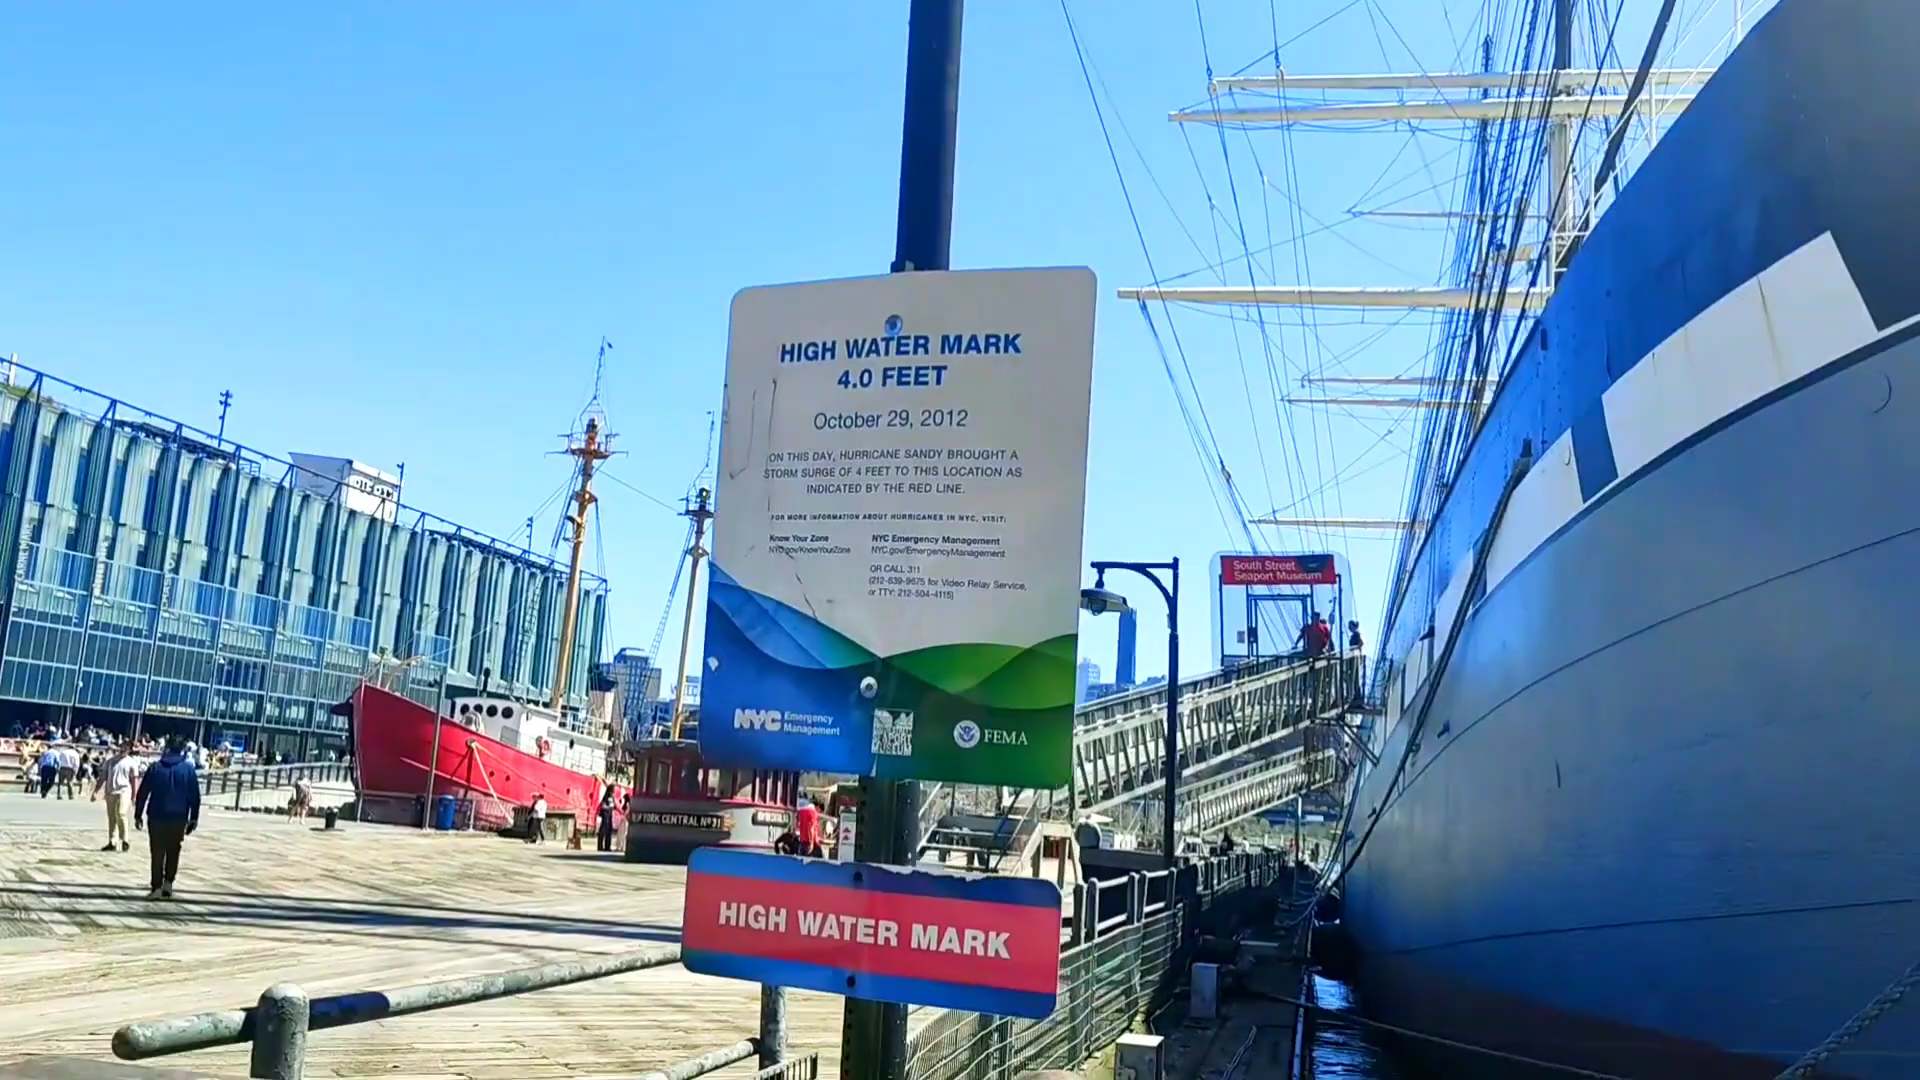 HIGH WATER MARK
4.0 FEET
October 29, 2012
ON THIS DAY, HURRICANE SANDY BROUGHT A
STORM SURGE OF 4 FEET TO THIS LOCATION AS
INDICATED BY THE RED LINE.
FOR MORE INFORMATION ABOUT HURRICANES IN NYC, VISIT:
Know Your Zone
NYC.gov/KnowYourZone
NYC Emergency Management
NYC.gov/EmergencyManagement
OR CALL 311
(212-639-9675 for Video Relay Service,
or TTY: 212-504-4115)
NYC Emergency
Management
SEAPORT
MUSEUM
FEMA
HIGH WATER MARK
South Street
Seaport Museum
YORK CENTRAL No 31